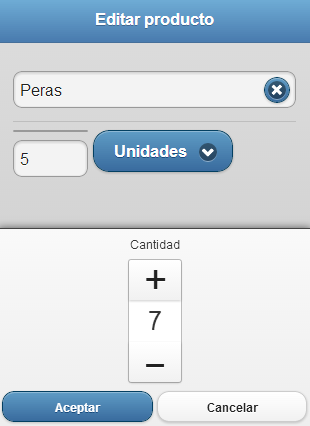 Editar producto
Peras
5 Unidades
Cantidad
+
7
−
Aceptar Cancelar